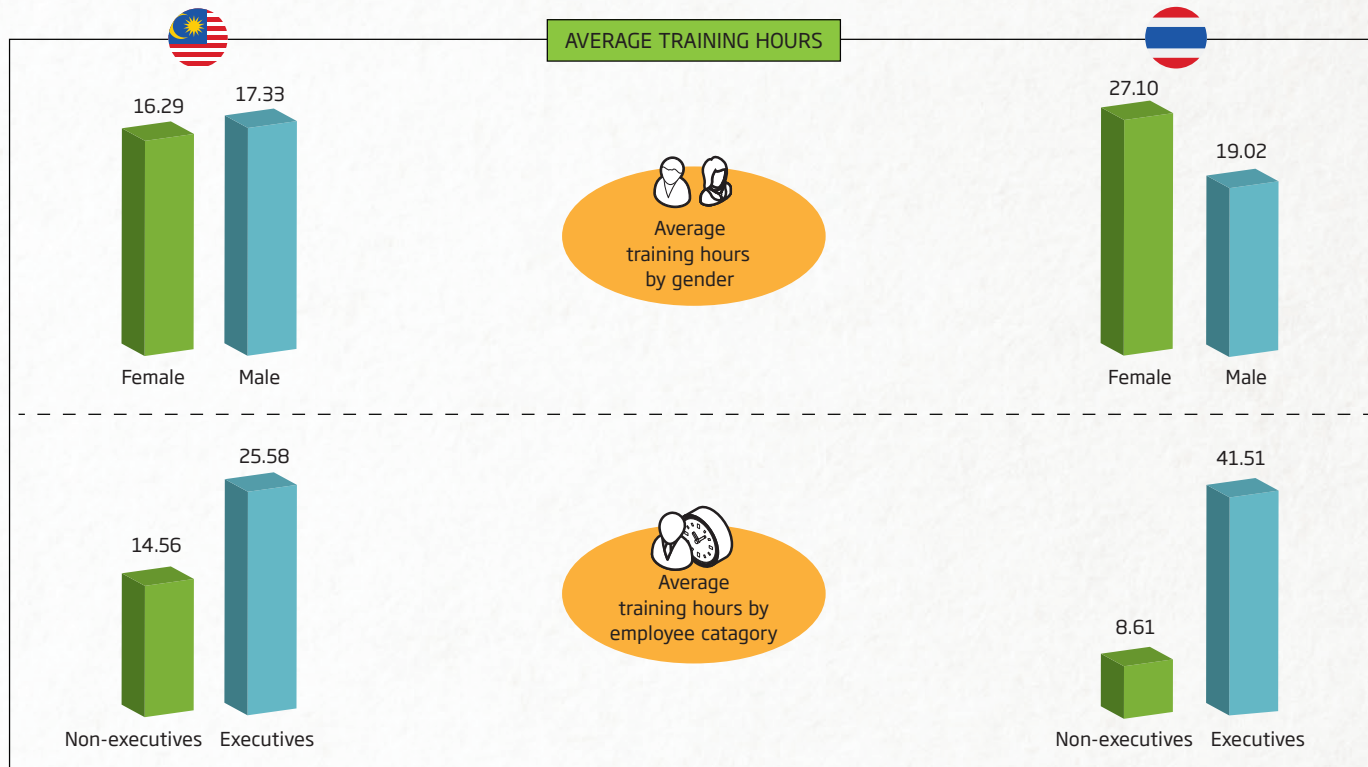 AVERAGE TRAINING HOURS
16.29
17.33
Female
Male
Average
training hours
by gender
27.10
19.02
Female
Male
14.56
25.58
Non-executives
Executives
Average
training hours by
employee catagory
8.61
41.51
Non-executives
Executives